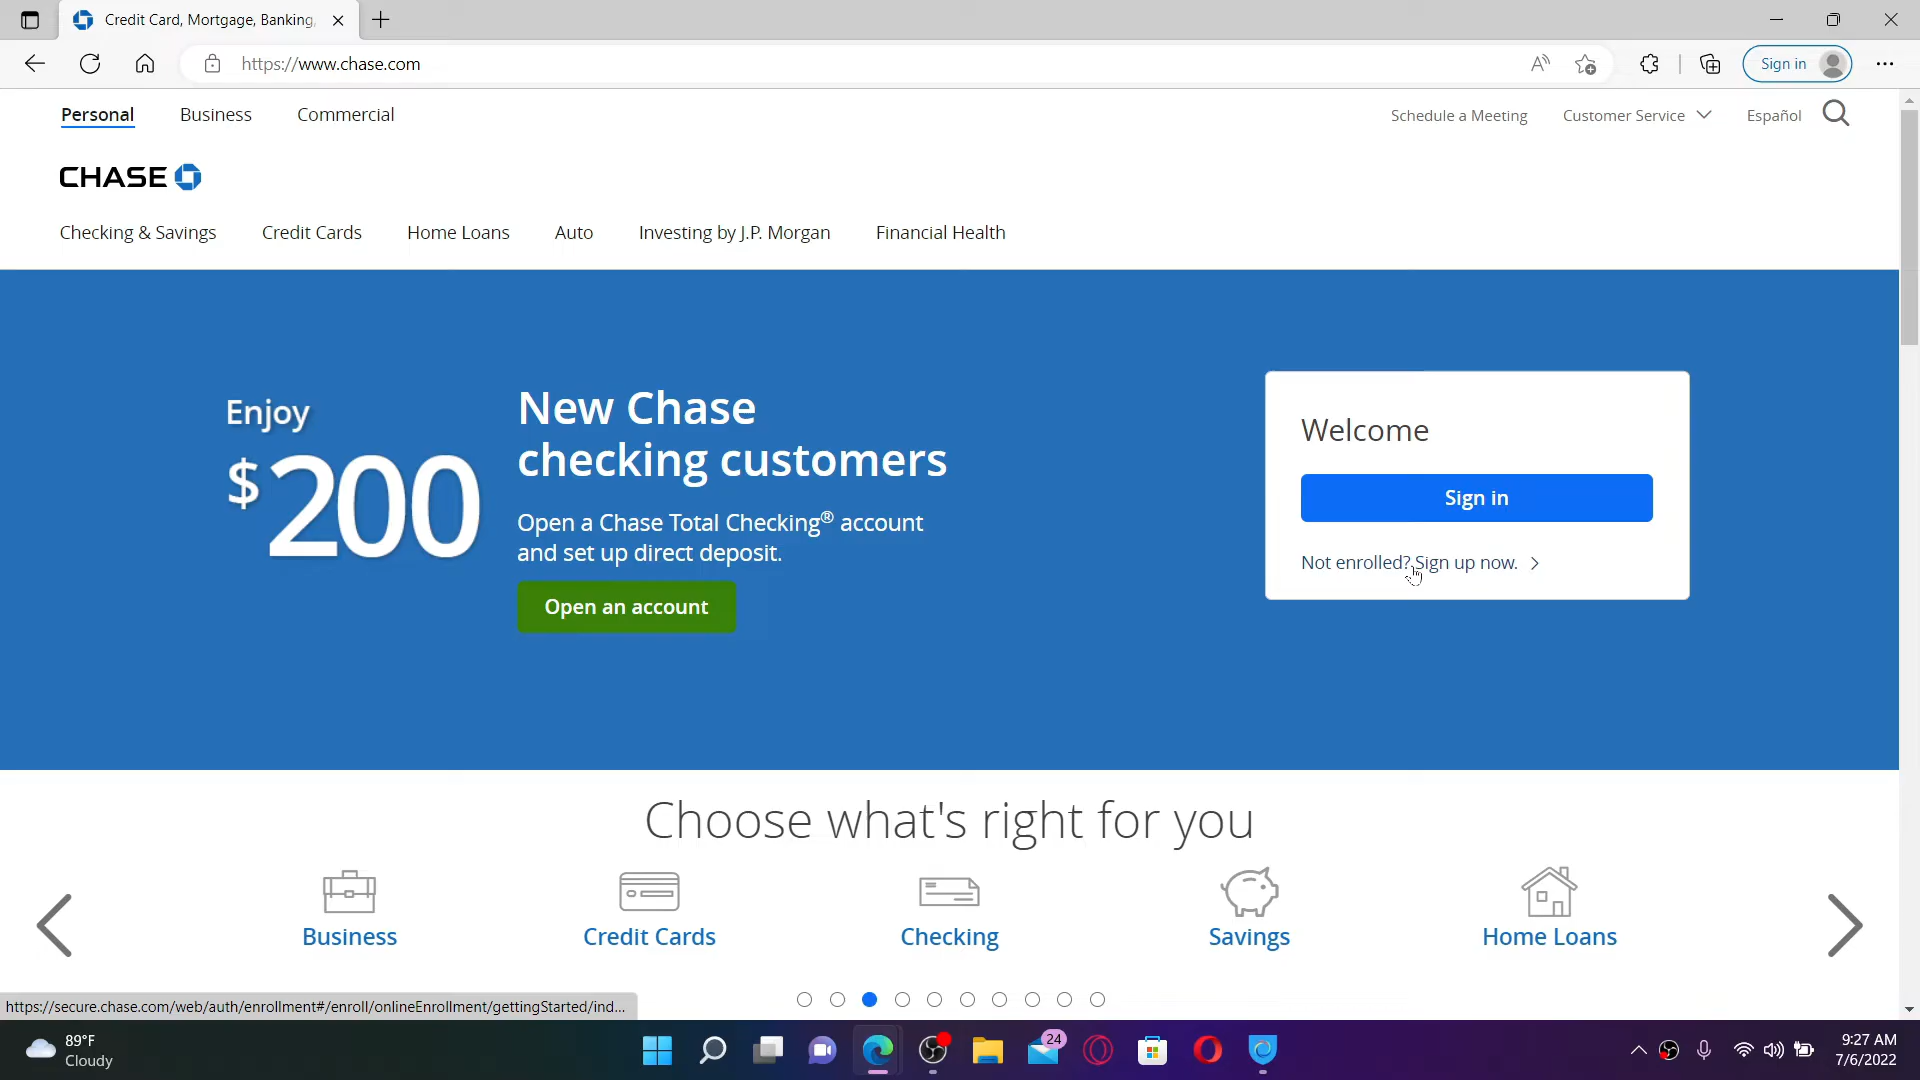 Credit Card, Mortgage, Banking,
https://www.chase.com
Sign in
Personal Business Commercial
Schedule a Meeting Customer Service Español
CHASE
Checking & Savings Credit Cards Home Loans Auto Investing by J.P. Morgan Financial Health
Enjoy
$200
New Chase
checking customers
Open a Chase Total Checking® account
and set up direct deposit.
Open an account
Welcome
Sign in
Not enrolled? Sign up now.
Choose what's right for you
Business Credit Cards Checking Savings Home Loans
https://secure.chase.com/web/auth/enrollment#/enroll/onlineEnrollment/gettingStarted/ind...
89°F
Cloudy
24
9:27 AM
7/6/2022